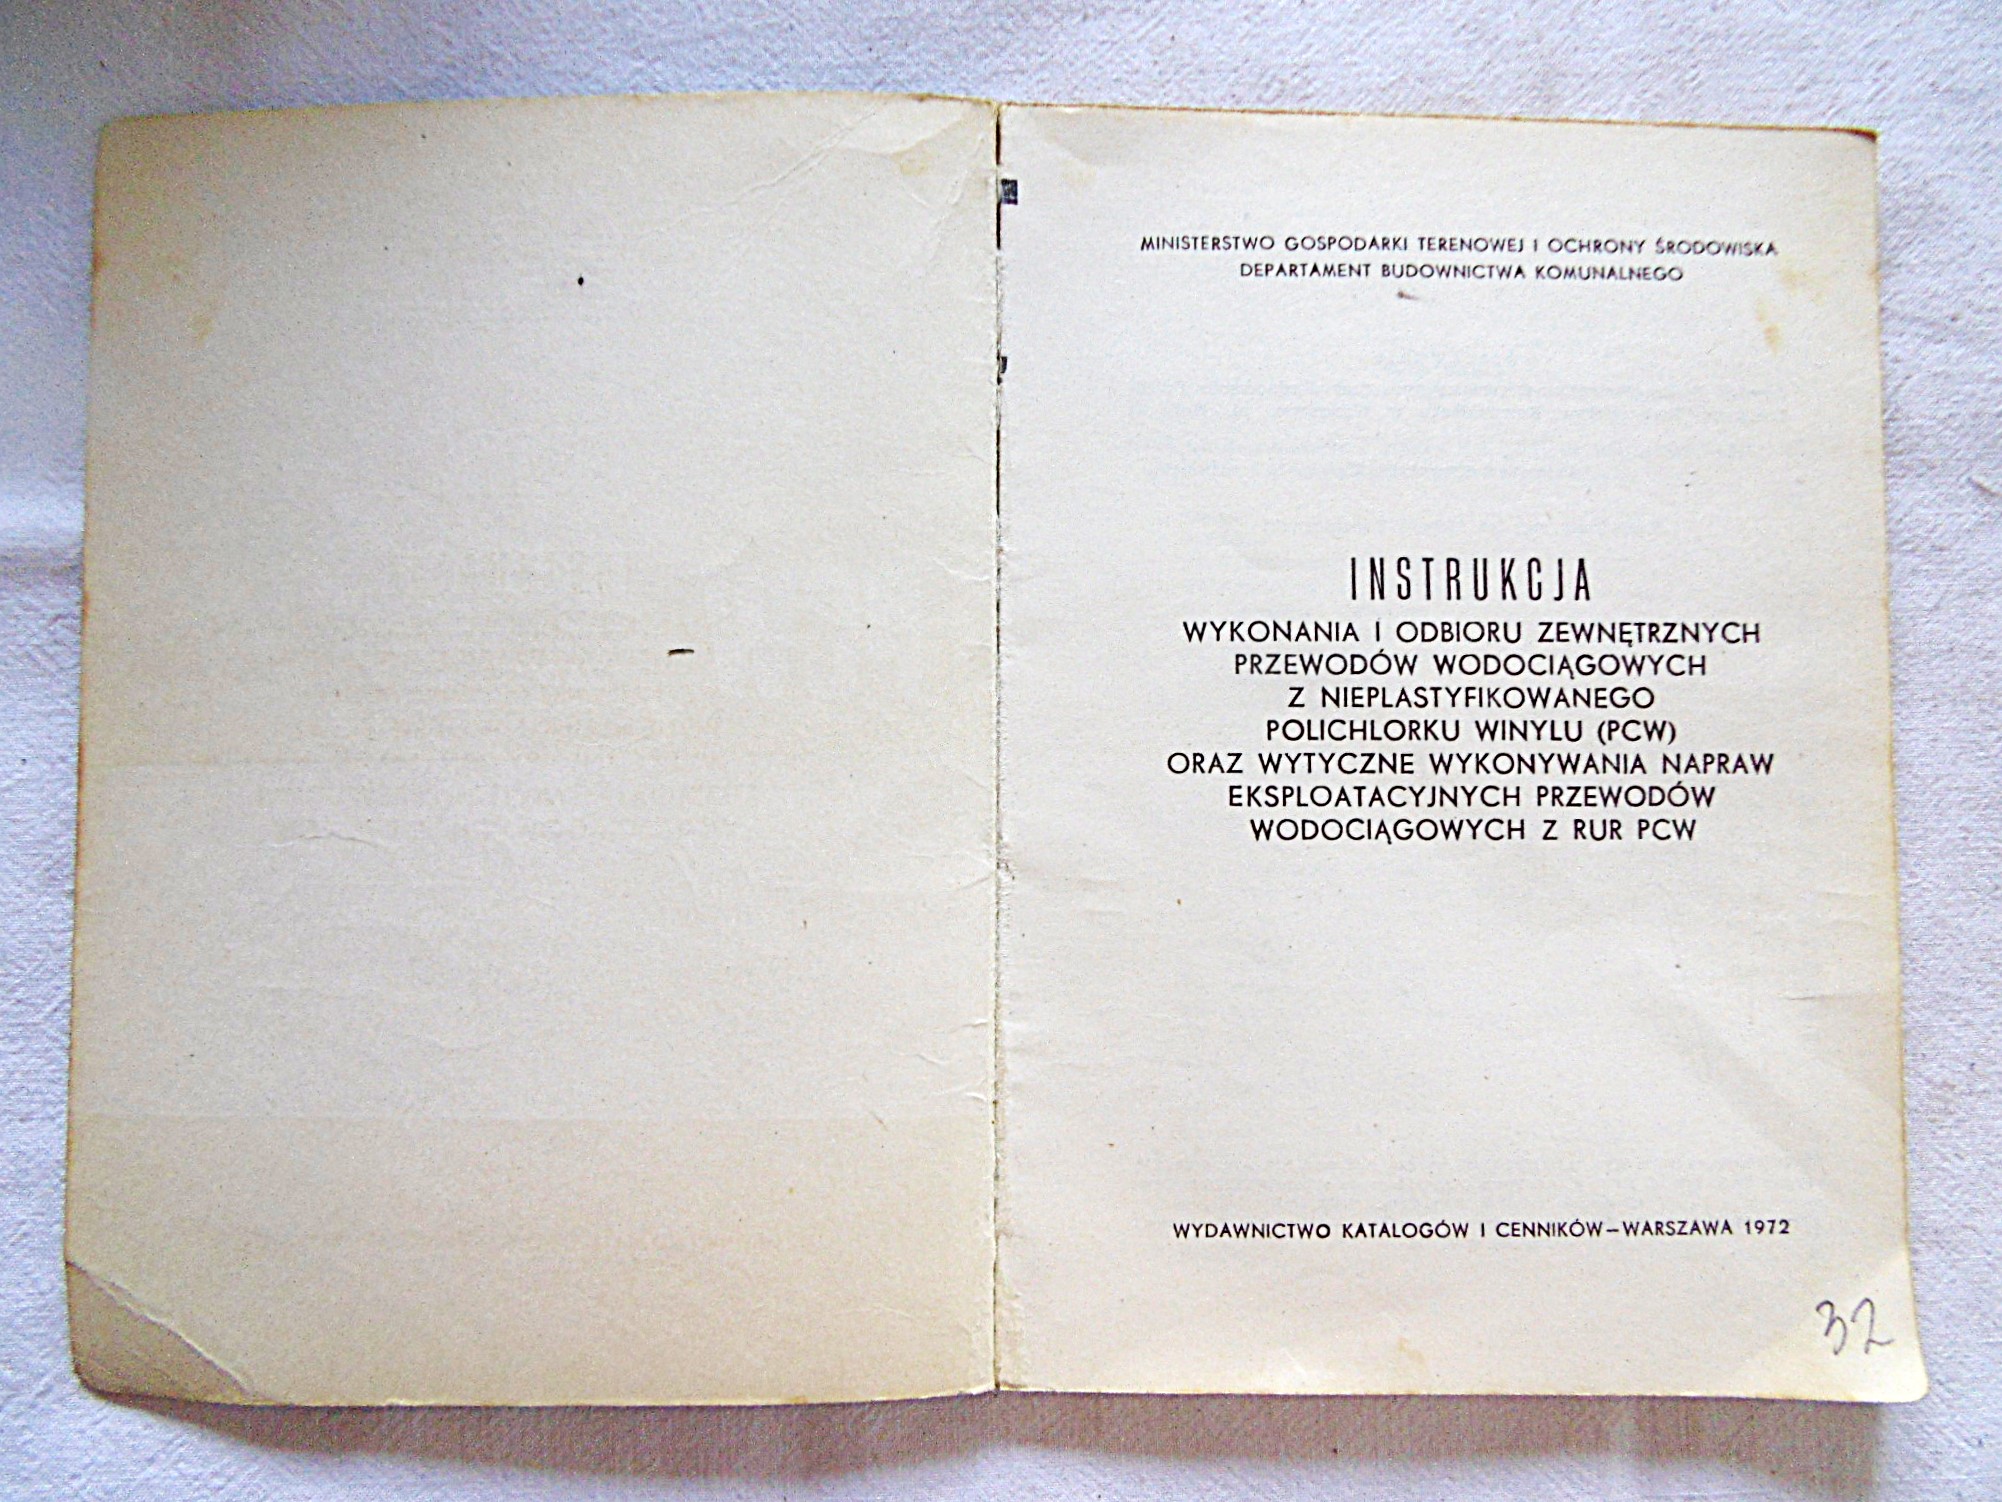 MINISTERSTWO GOSPODARKI TERENOWEJ I OCHRONY ŚRODOWISKA
DEPARTAMENT BUDOWNICTWA KOMUNALNEGO
INSTRUKCJA
WYKONANIA I ODBIORU ZEWNĘTRZNYCH
PRZEWODÓW WODOCIĄGOWYCH
Z NIEPLASTYFIKOWANEGO
POLICHLORKU WINYLU (PCW)
ORAZ WYTYCZNE WYKONYWANIA NAPRAW
EKSPLOATACYJNYCH PRZEWODÓW
WODOCIĄGOWYCH Z RUR PCW
WYDAWNICTWO KATALOGÓW I CENNIKÓW–WARSZAWA 1972
32